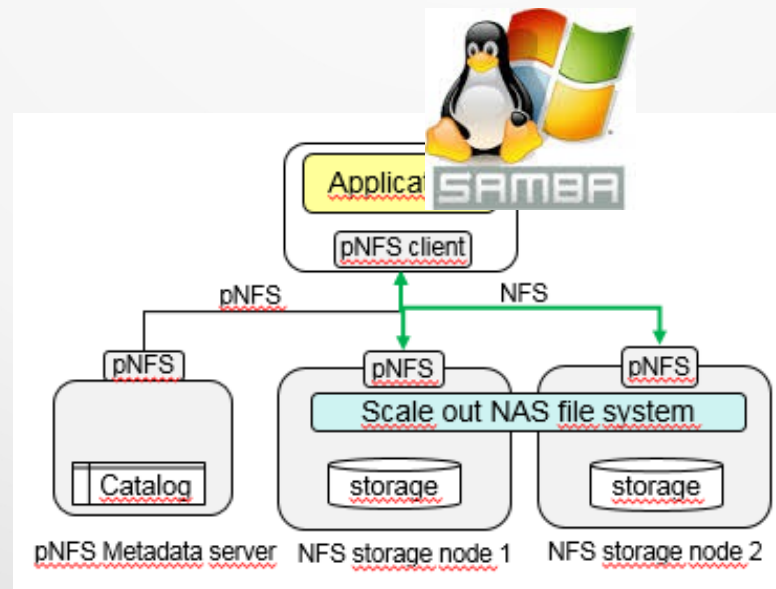 Applicat
SAMBA
pNFS client
pNFS
NFS
pNFS
pNFS
pNFS
Scale out NAS file system
Catalog
storage
storage
pNFS Metadata server
NFS storage node 1
NFS storage node 2